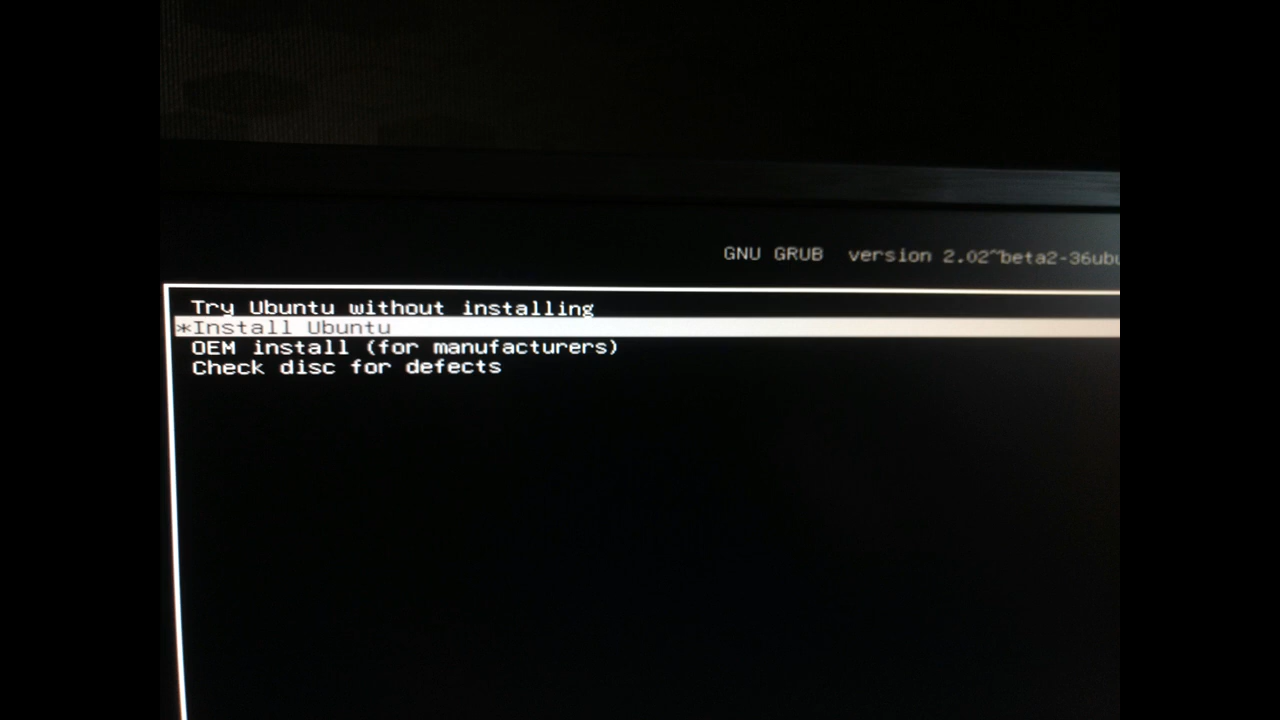 GNU GRUB version 2.02~beta2-36ubu
Try Ubuntu without installing
*Install Ubuntu
OEM install (for manufacturers)
Check disc for defects